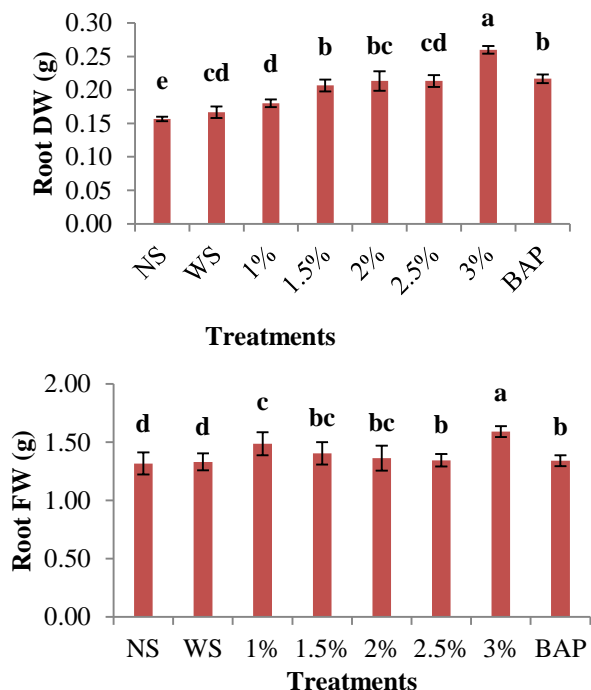 Root DW (g)
0.30
0.25
0.20
0.15
0.10
0.05
0.00
e cd d b bc cd a b
NS WS 1% 1.5% 2% 2.5% 3% BAP
Treatments
Root FW (g)
2.00
1.50
1.00
0.50
0.00
d d c bc bc b a b
NS WS 1% 1.5% 2% 2.5% 3% BAP
Treatments